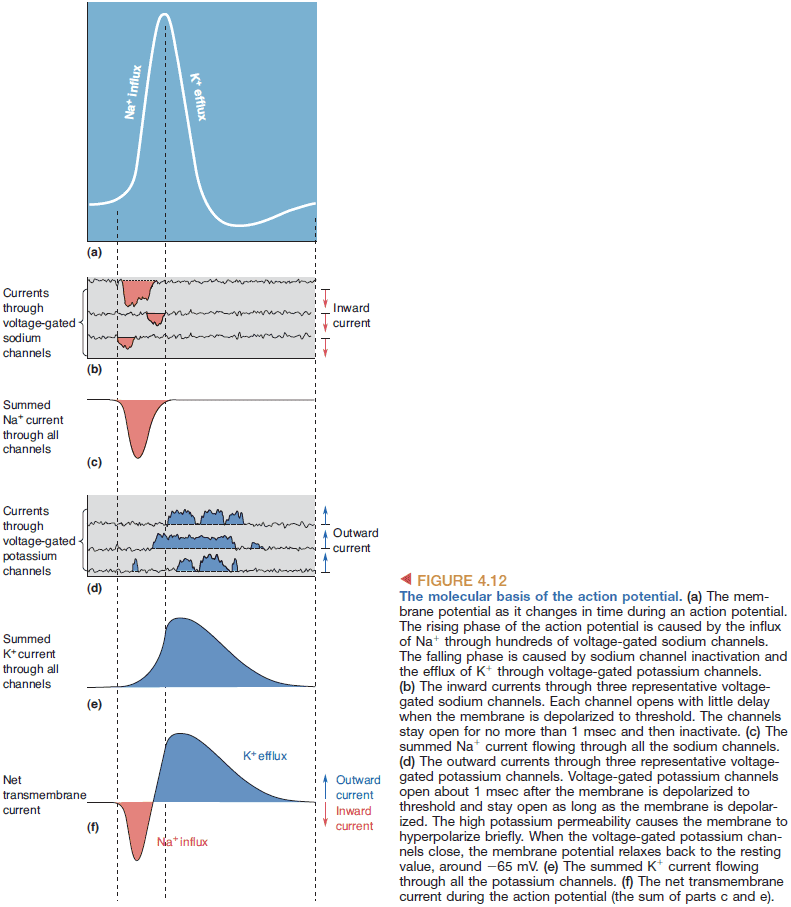 Na⁺ influx
K⁺ efflux
(a)
Currents
through
voltage-gated
sodium
channels
Inward
current
(b)
Summed
Na⁺ current
through all
channels
(c)
Currents
through
voltage-gated
potassium
channels
Outward
current
(d)
Summed
K⁺ current
through all
channels
(e)
Net
transmembrane
current
K⁺ efflux
Outward
current
Inward
current
Na⁺ influx
(f)
FIGURE 4.12
The molecular basis of the action potential. (a) The mem-
brane potential as it changes in time during an action potential.
The rising phase of the action potential is caused by the influx
of Na⁺ through hundreds of voltage-gated sodium channels.
The falling phase is caused by sodium channel inactivation and
the efflux of K⁺ through voltage-gated potassium channels.
(b) The inward currents through three representative voltage-
gated sodium channels. Each channel opens with little delay
when the membrane is depolarized to threshold. The channels
stay open for no more than 1 msec and then inactivate. (c) The
summed Na⁺ current flowing through all the sodium channels.
(d) The outward currents through three representative voltage-
gated potassium channels. Voltage-gated potassium channels
open about 1 msec after the membrane is depolarized to
threshold and stay open as long as the membrane is depolar-
ized. The high potassium permeability causes the membrane to
hyperpolarize briefly. When the voltage-gated potassium chan-
nels close, the membrane potential relaxes back to the resting
value, around −65 mV. (e) The summed K⁺ current flowing
through all the potassium channels. (f) The net transmembrane
current during the action potential (the sum of parts c and e).